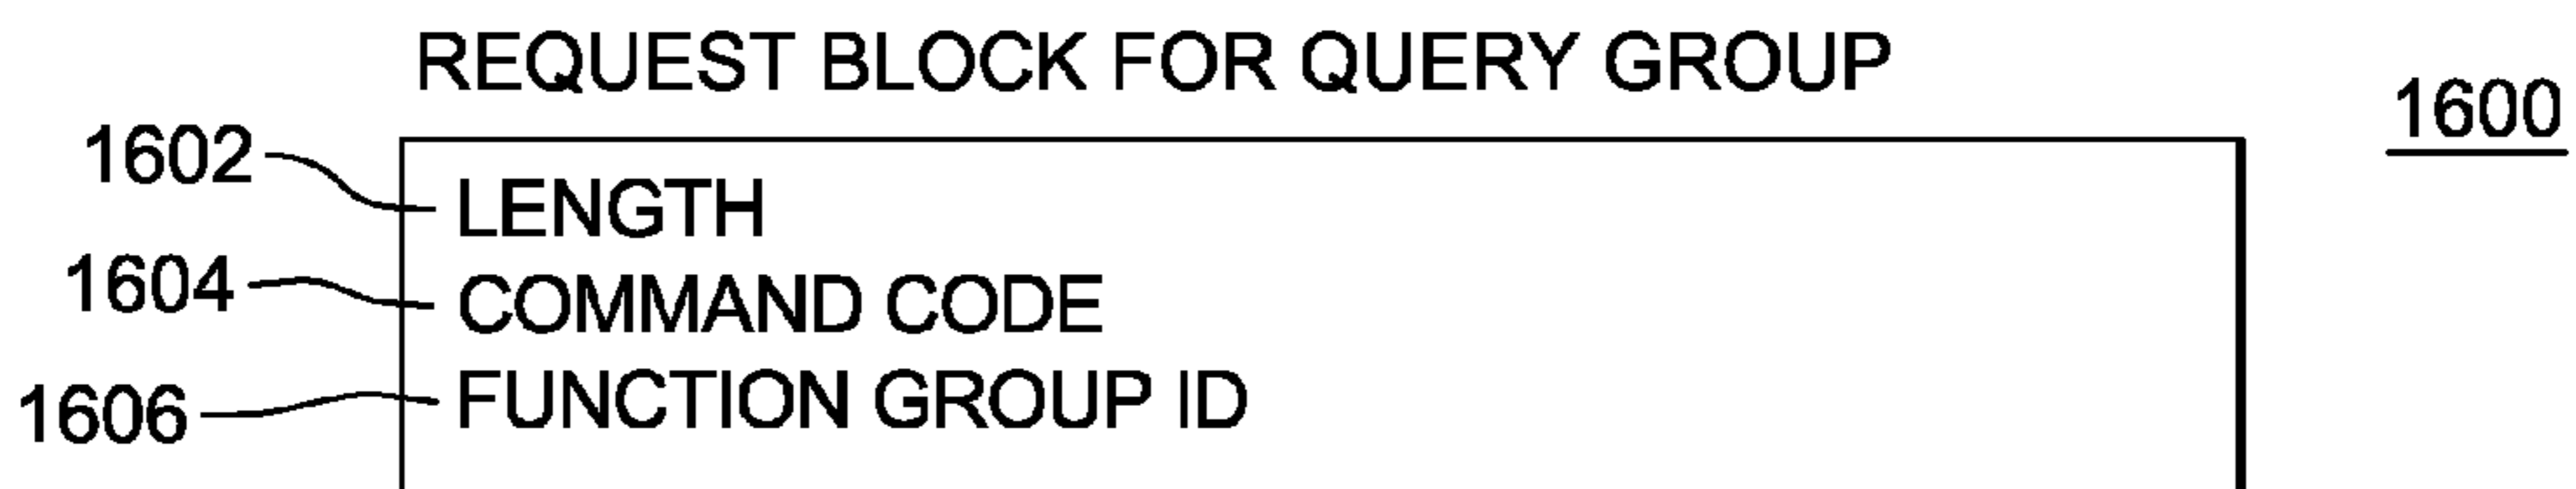 REQUEST BLOCK FOR QUERY GROUP
1600
1602 LENGTH
1604 COMMAND CODE
1606 FUNCTION GROUP ID